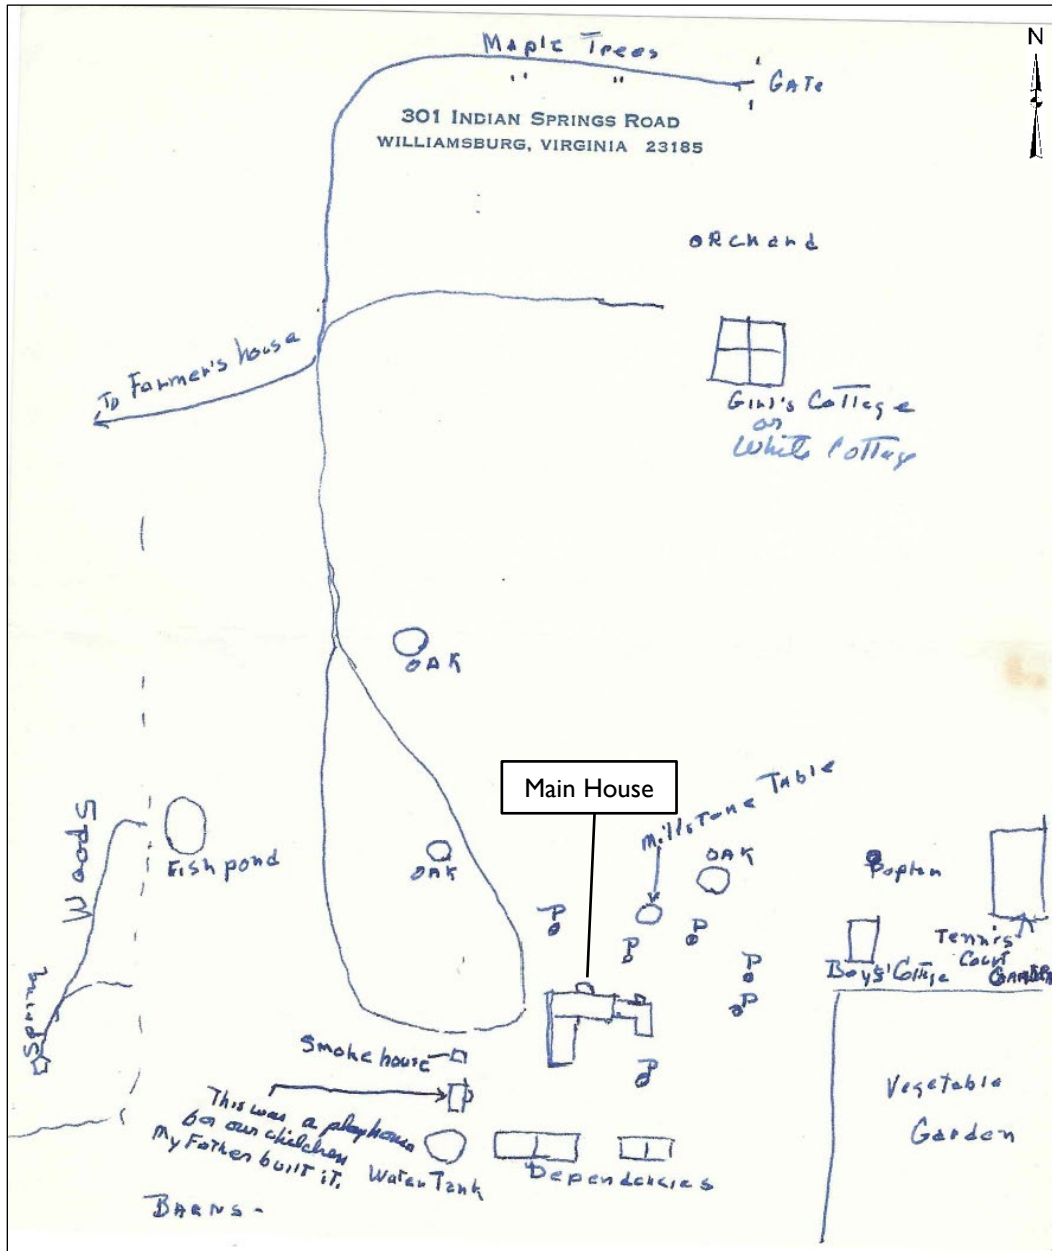 Maple Trees
N
" "
GATE
301 INDIAN SPRINGS ROAD
WILLIAMSBURG, VIRGINIA 23185
ORChard
To Farmer's house
Girl's Cottage
or
White Cottage
OAK
Main House
Millstone Table
Woods
Fish pond
OAK
OAK
Poplar
P
P
P
P
P
P
Tennis
Court
Boys' Cottage
Spring
Smoke house
This was a playhouse
for our children
My Father built it.
Water Tank
Dependencies
Vegetable
Garden
BARNS -